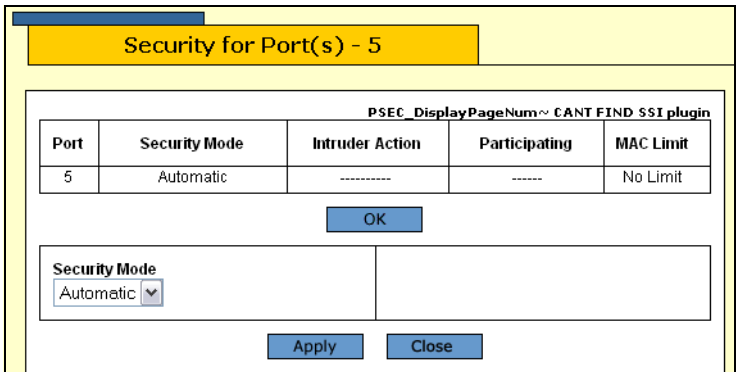 Security for Port(s) - 5
PSEC_DisplayPageNum~ CANT FIND SSI plugin
Port Security Mode Intruder Action Participating MAC Limit
5 Automatic ---------- ------ No Limit
OK
Security Mode
Automatic
Apply Close